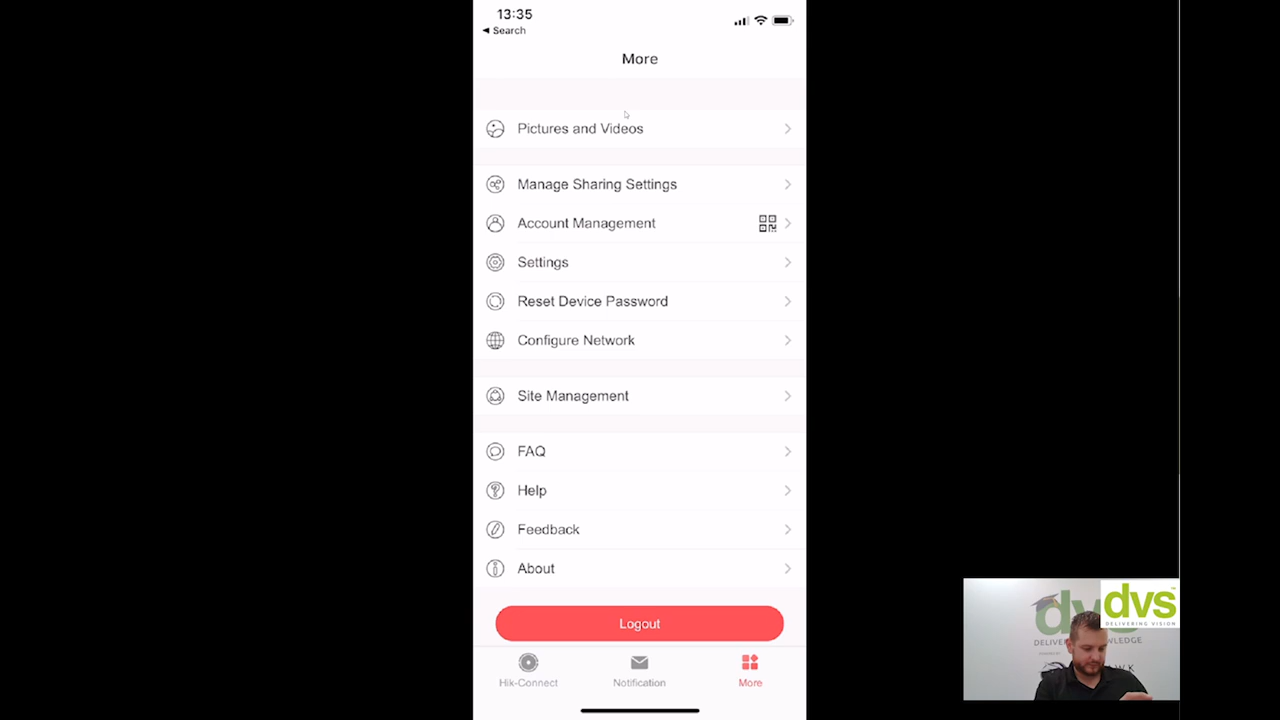 13:35
◀ Search
More
Pictures and Videos
Manage Sharing Settings
Account Management
Settings
Reset Device Password
Configure Network
Site Management
FAQ
Help
Feedback
About
Logout
Hik-Connect
Notification
More
dvs
DELIVERING VISION